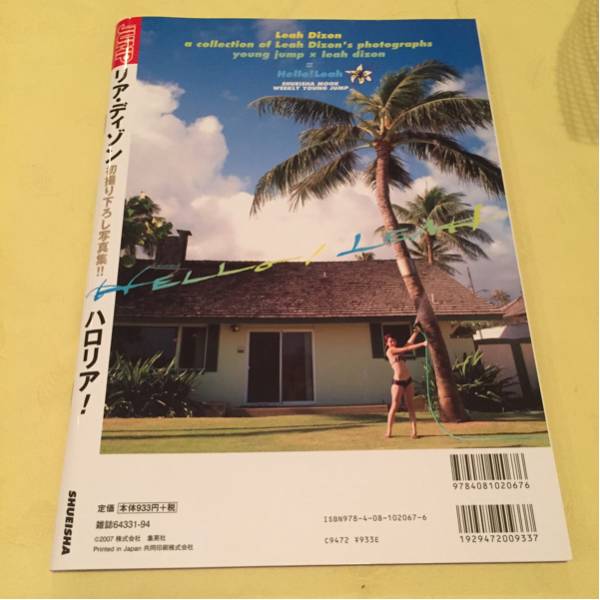 JUMP
リア・ディゾン初撮り下ろし写真集!! ハロリア!
SHUEISHA
Leah Dizon
a collection of Leah Dizon's photographs
young jump × leah dizon
=
Hello!Leah
SHUEISHA MOOK
WEEKLY YOUNG JUMP
HELLO! LEAH
9784081020676
ISBN978-4-08-102067-6
C9472 ¥933E
1929472009337
定価 本体933円+税
雑誌64331-94
©2007 株式会社 集英社
Printed in Japan 共同印刷株式会社